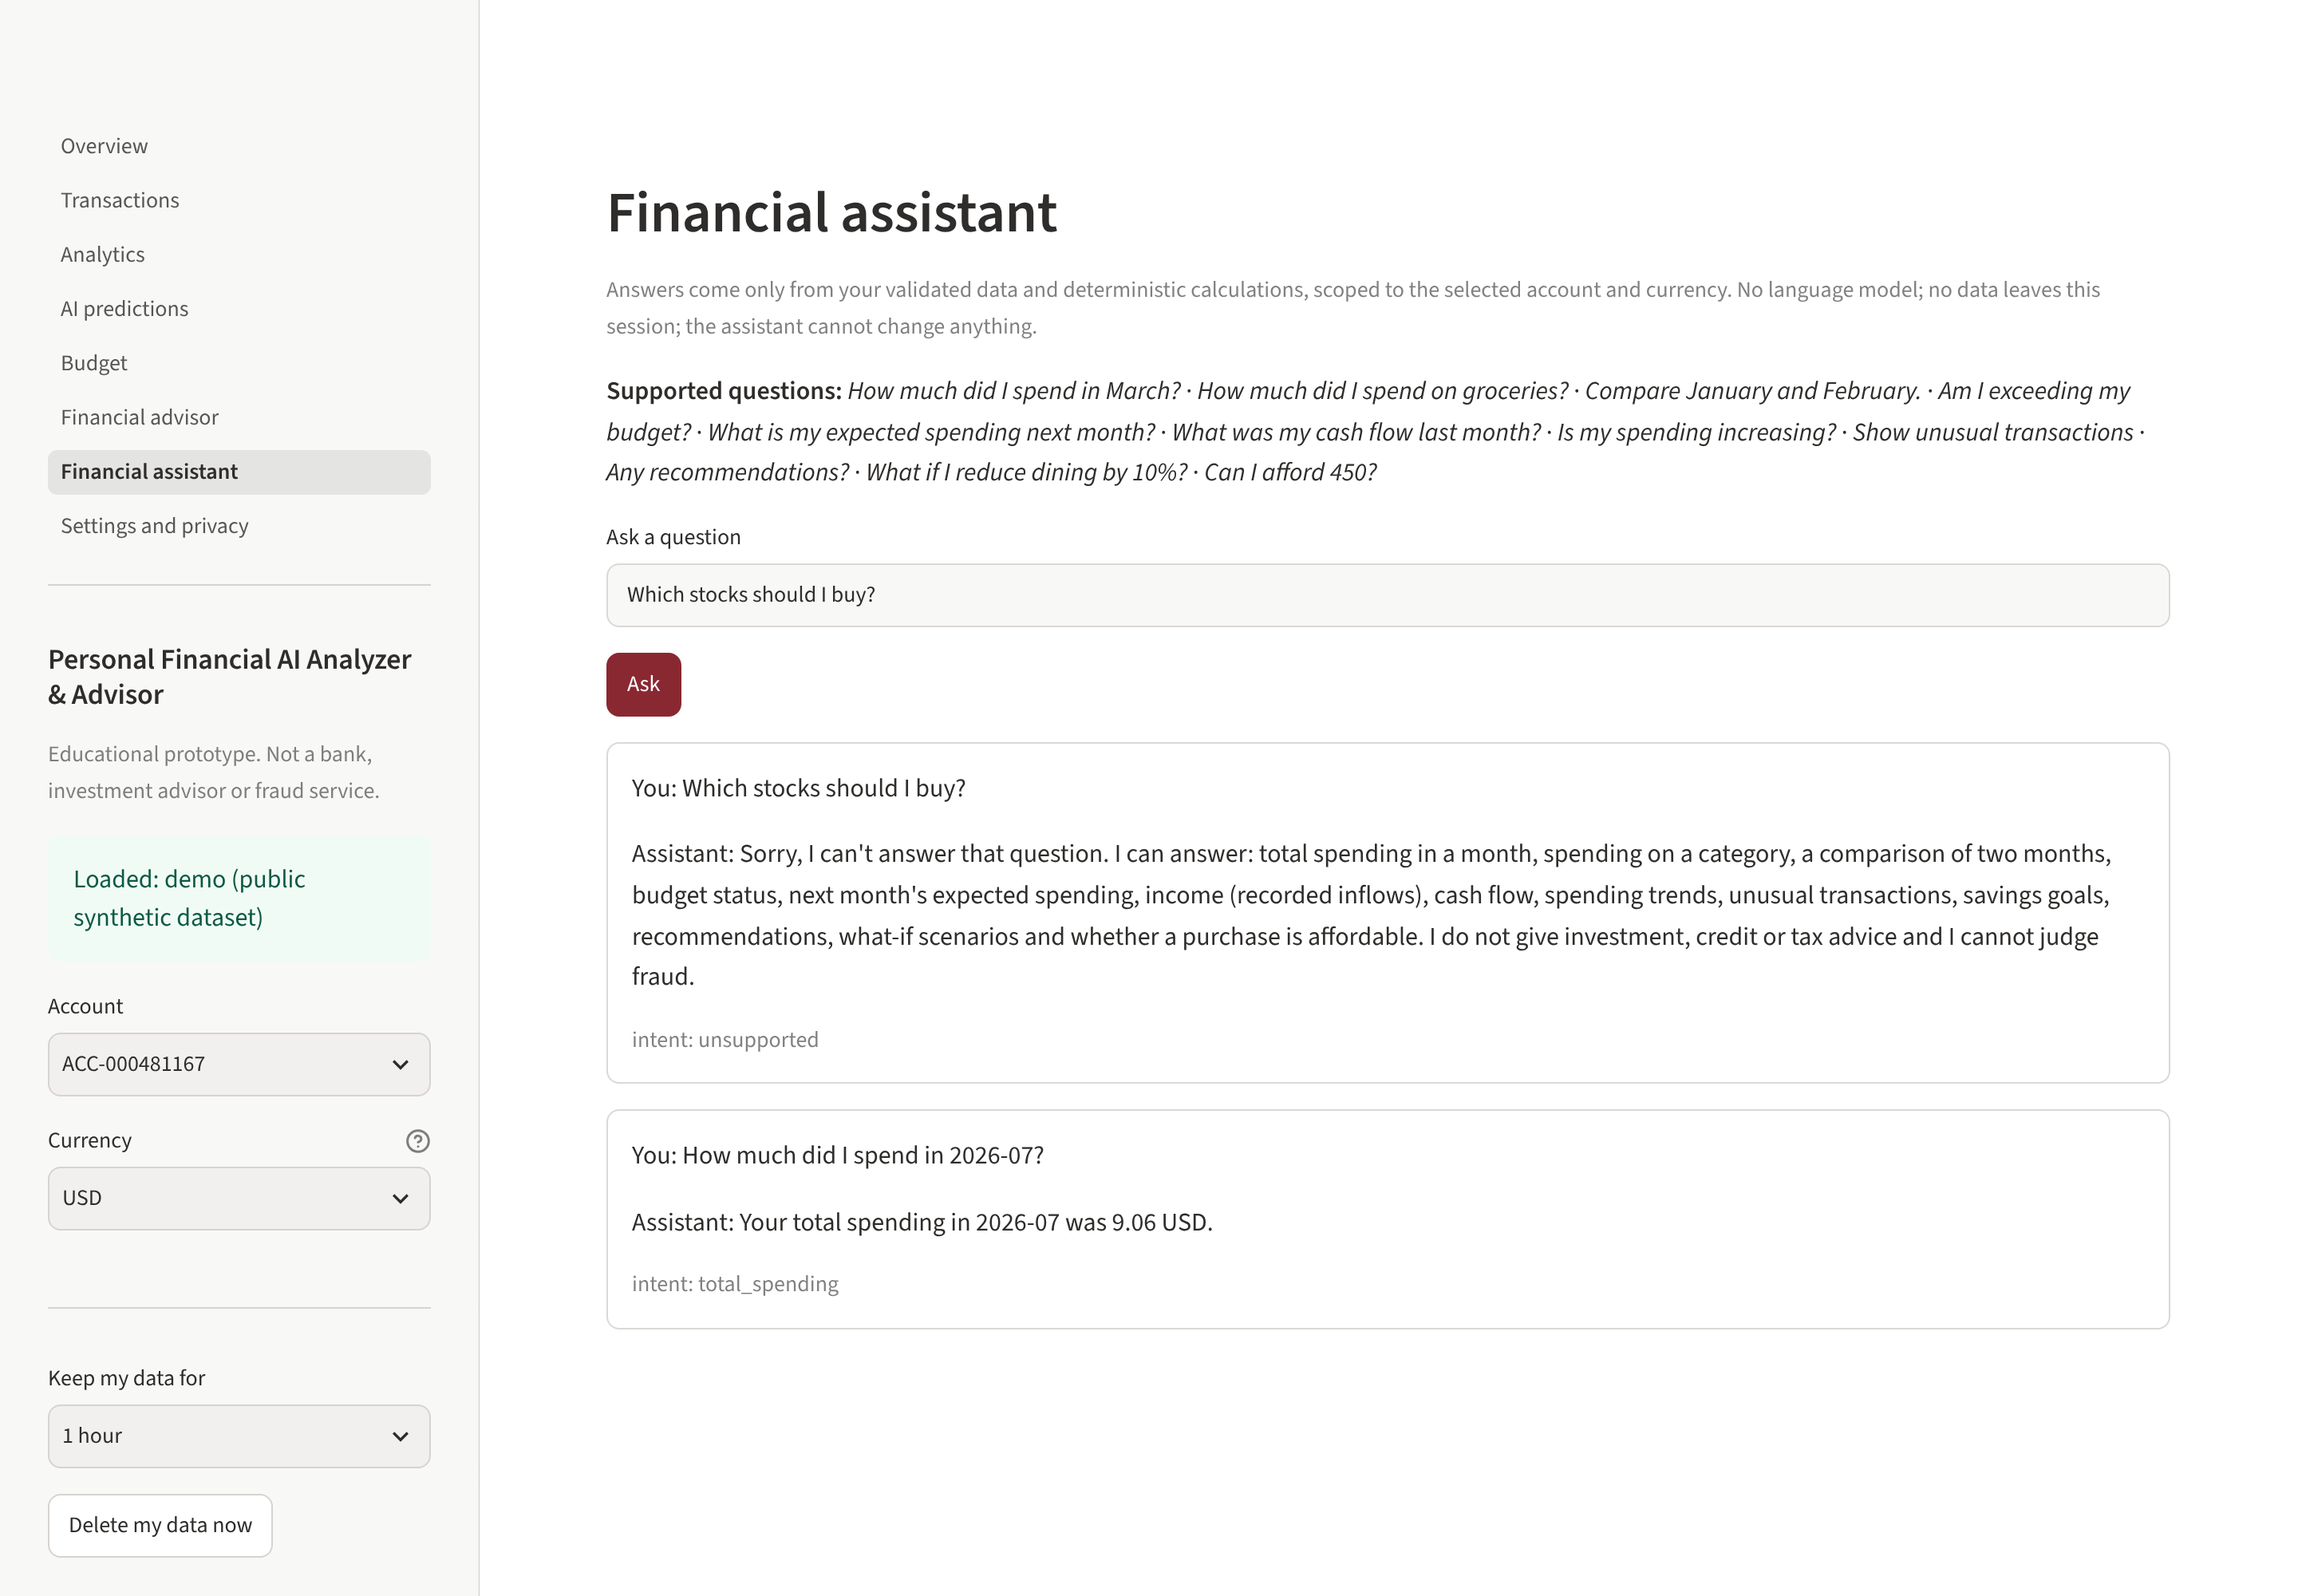 Overview
Transactions
Analytics
AI predictions
Budget
Financial advisor
Financial assistant
Settings and privacy
Personal Financial AI Analyzer
& Advisor
Educational prototype. Not a bank,
investment advisor or fraud service.
Loaded: demo (public
synthetic dataset)
Account
ACC-000481167
Currency
USD
Keep my data for
1 hour
Delete my data now
Financial assistant
Answers come only from your validated data and deterministic calculations, scoped to the selected account and currency. No language model; no data leaves this
session; the assistant cannot change anything.
Supported questions: How much did I spend in March? · How much did I spend on groceries? · Compare January and February. · Am I exceeding my
budget? · What is my expected spending next month? · What was my cash flow last month? · Is my spending increasing? · Show unusual transactions ·
Any recommendations? · What if I reduce dining by 10%? · Can I afford 450?
Ask a question
Which stocks should I buy?
Ask
You: Which stocks should I buy?
Assistant: Sorry, I can't answer that question. I can answer: total spending in a month, spending on a category, a comparison of two months,
budget status, next month's expected spending, income (recorded inflows), cash flow, spending trends, unusual transactions, savings goals,
recommendations, what-if scenarios and whether a purchase is affordable. I do not give investment, credit or tax advice and I cannot judge
fraud.
intent: unsupported
You: How much did I spend in 2026-07?
Assistant: Your total spending in 2026-07 was 9.06 USD.
intent: total_spending